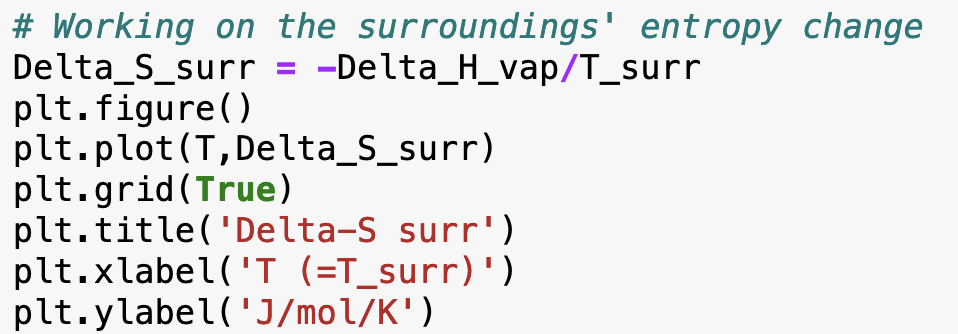 # Working on the surroundings' entropy change
Delta_S_surr = -Delta_H_vap/T_surr
plt.figure()
plt.plot(T,Delta_S_surr)
plt.grid(True)
plt.title('Delta-S surr')
plt.xlabel('T (=T_surr)')
plt.ylabel('J/mol/K')